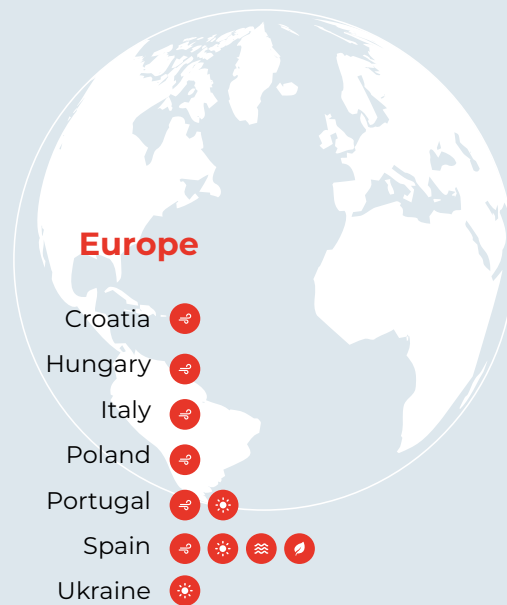 Europe
Croatia
Hungary
Italy
Poland
Portugal
Spain
Ukraine